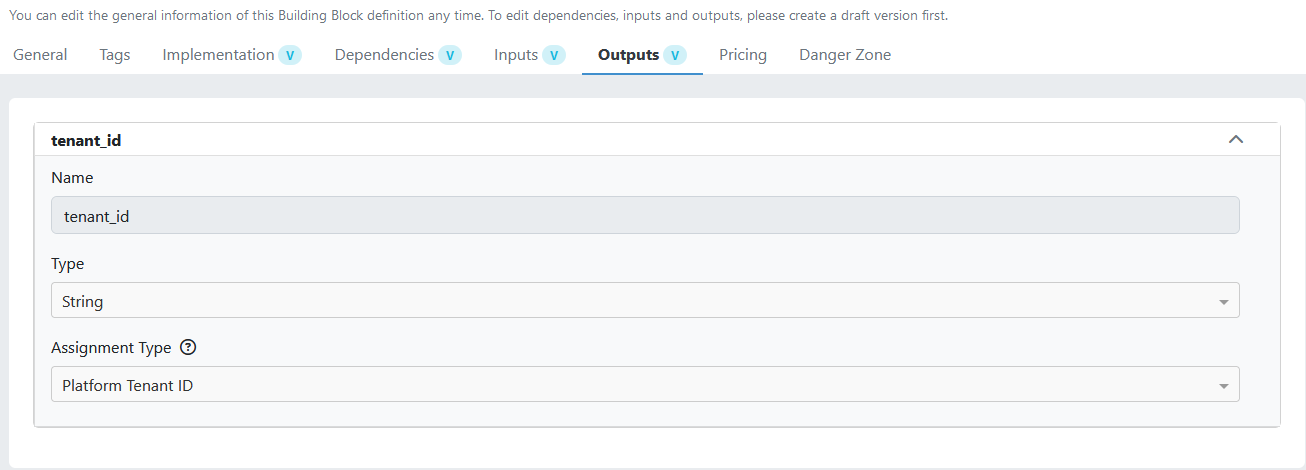 You can edit the general information of this Building Block definition any time. To edit dependencies, inputs and outputs, please create a draft version first.
General Tags Implementation V Dependencies V Inputs V Outputs V Pricing Danger Zone
tenant_id
Name
tenant_id
Type
String
Assignment Type ?
Platform Tenant ID